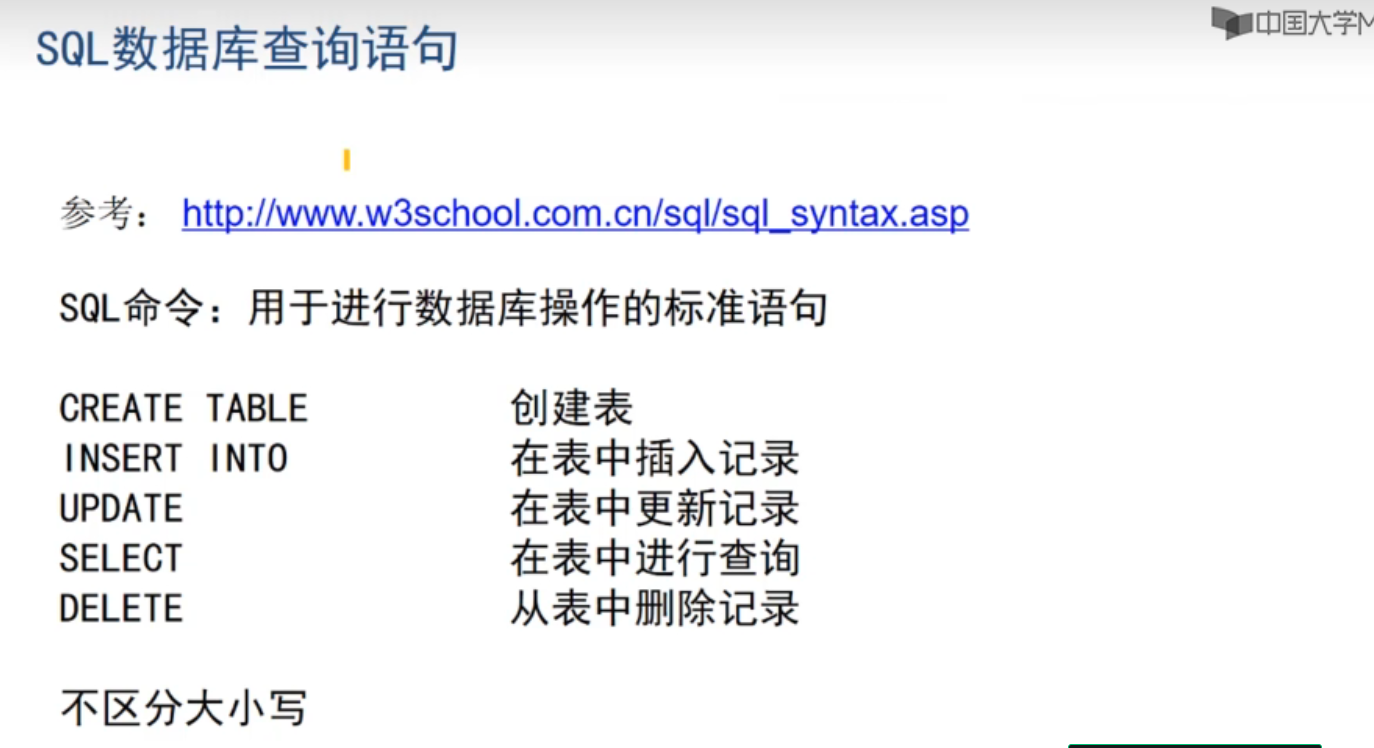 SQL数据库查询语句
中国大学M
参考： http://www.w3school.com.cn/sql/sql_syntax.asp
SQL命令：用于进行数据库操作的标准语句
CREATE TABLE 创建表
INSERT INTO 在表中插入记录
UPDATE 在表中更新记录
SELECT 在表中进行查询
DELETE 从表中删除记录
不区分大小写